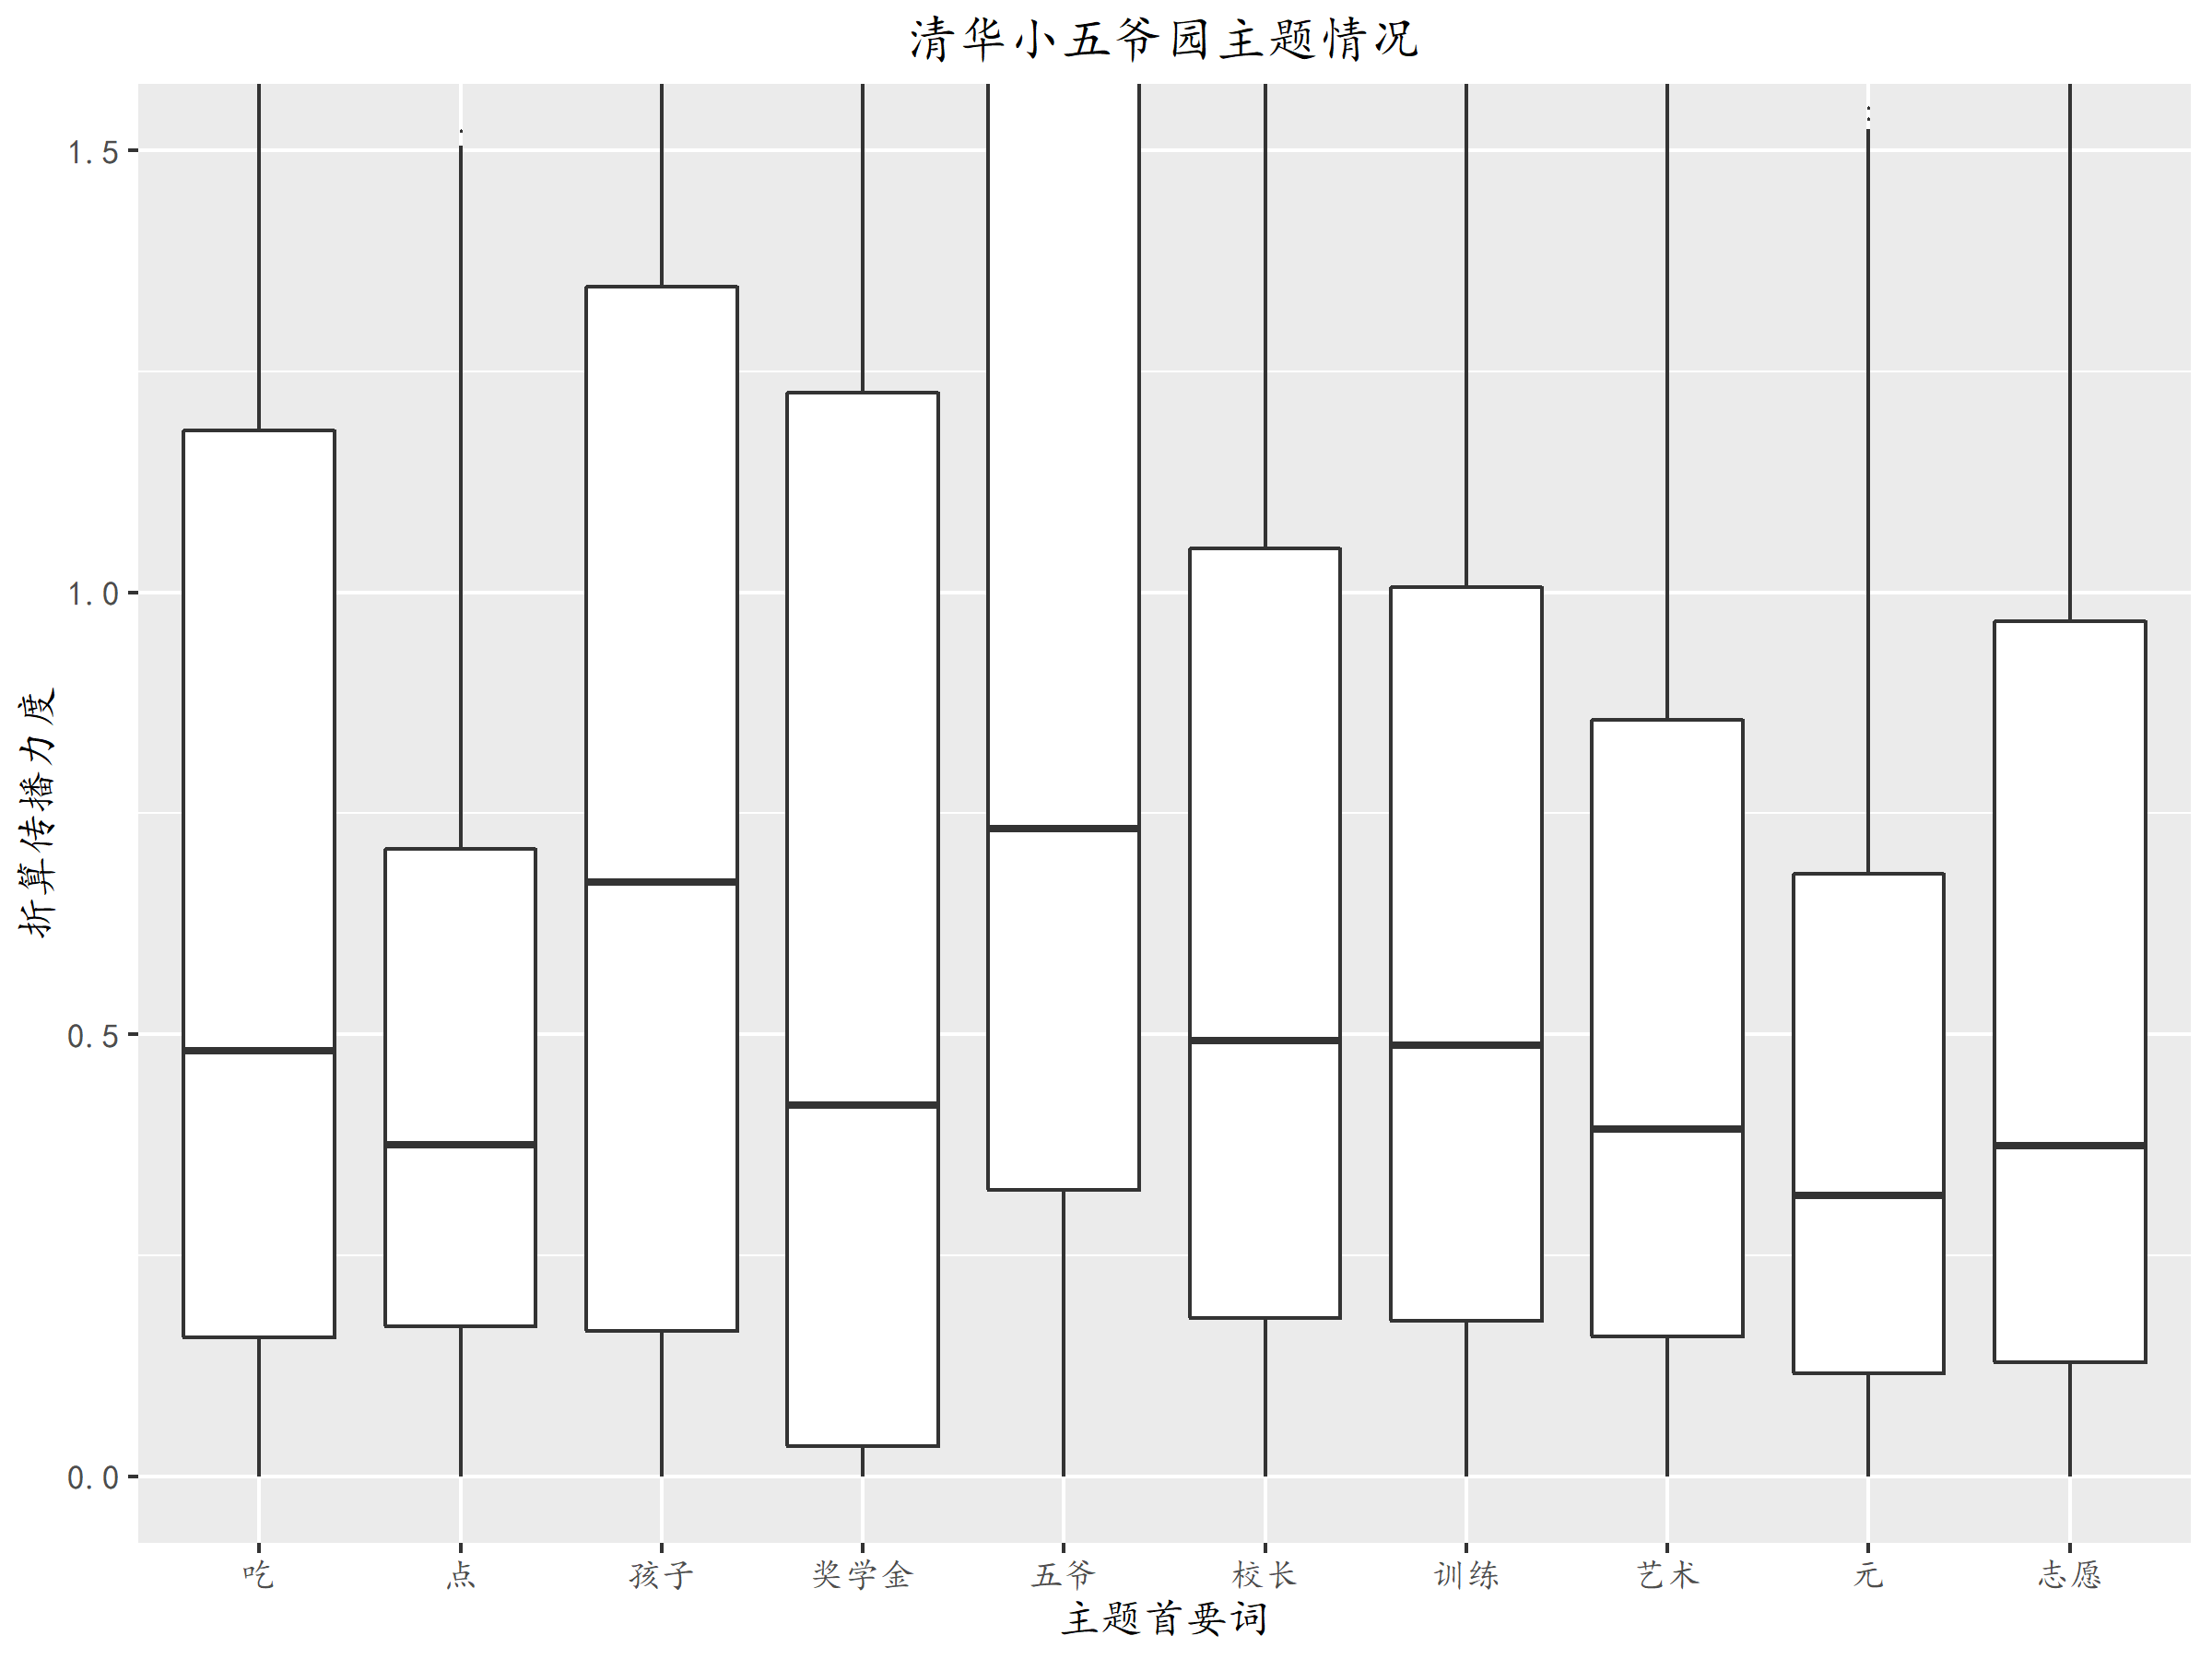 清华小五爷园主题情况
折算传播力度
1.5
1.0
0.5
0.0
吃 点 孩子 奖学金 五爷 校长 训练 艺术 元 志愿
主题首要词